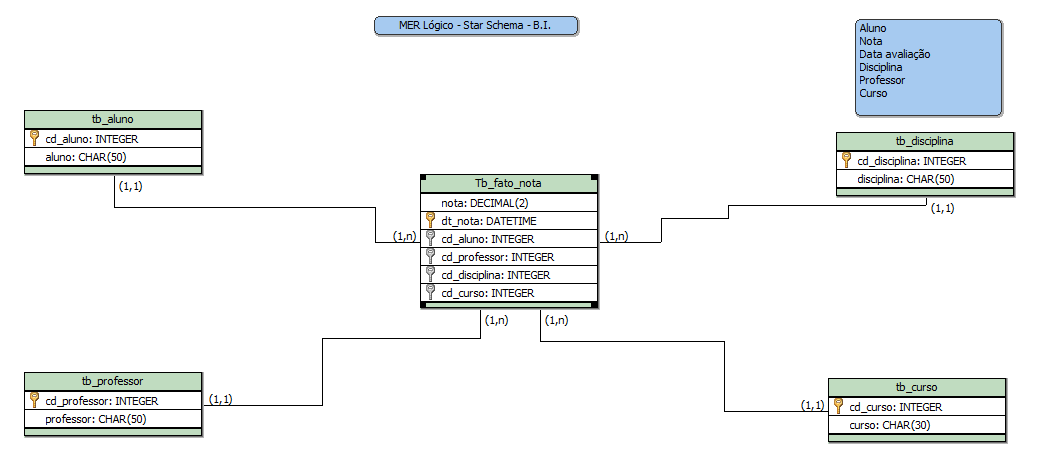 MER Lógico - Star Schema - B.I.
Aluno
Nota
Data avaliação
Disciplina
Professor
Curso
tb_aluno
cd_aluno: INTEGER
aluno: CHAR(50)
(1,1)
tb_disciplina
cd_disciplina: INTEGER
disciplina: CHAR(50)
(1,1)
Tb_fato_nota
nota: DECIMAL(2)
dt_nota: DATETIME
cd_aluno: INTEGER
cd_professor: INTEGER
cd_disciplina: INTEGER
cd_curso: INTEGER
(1,n)
(1,n)
(1,n)
(1,n)
tb_professor
cd_professor: INTEGER
professor: CHAR(50)
(1,1)
tb_curso
cd_curso: INTEGER
curso: CHAR(30)
(1,1)